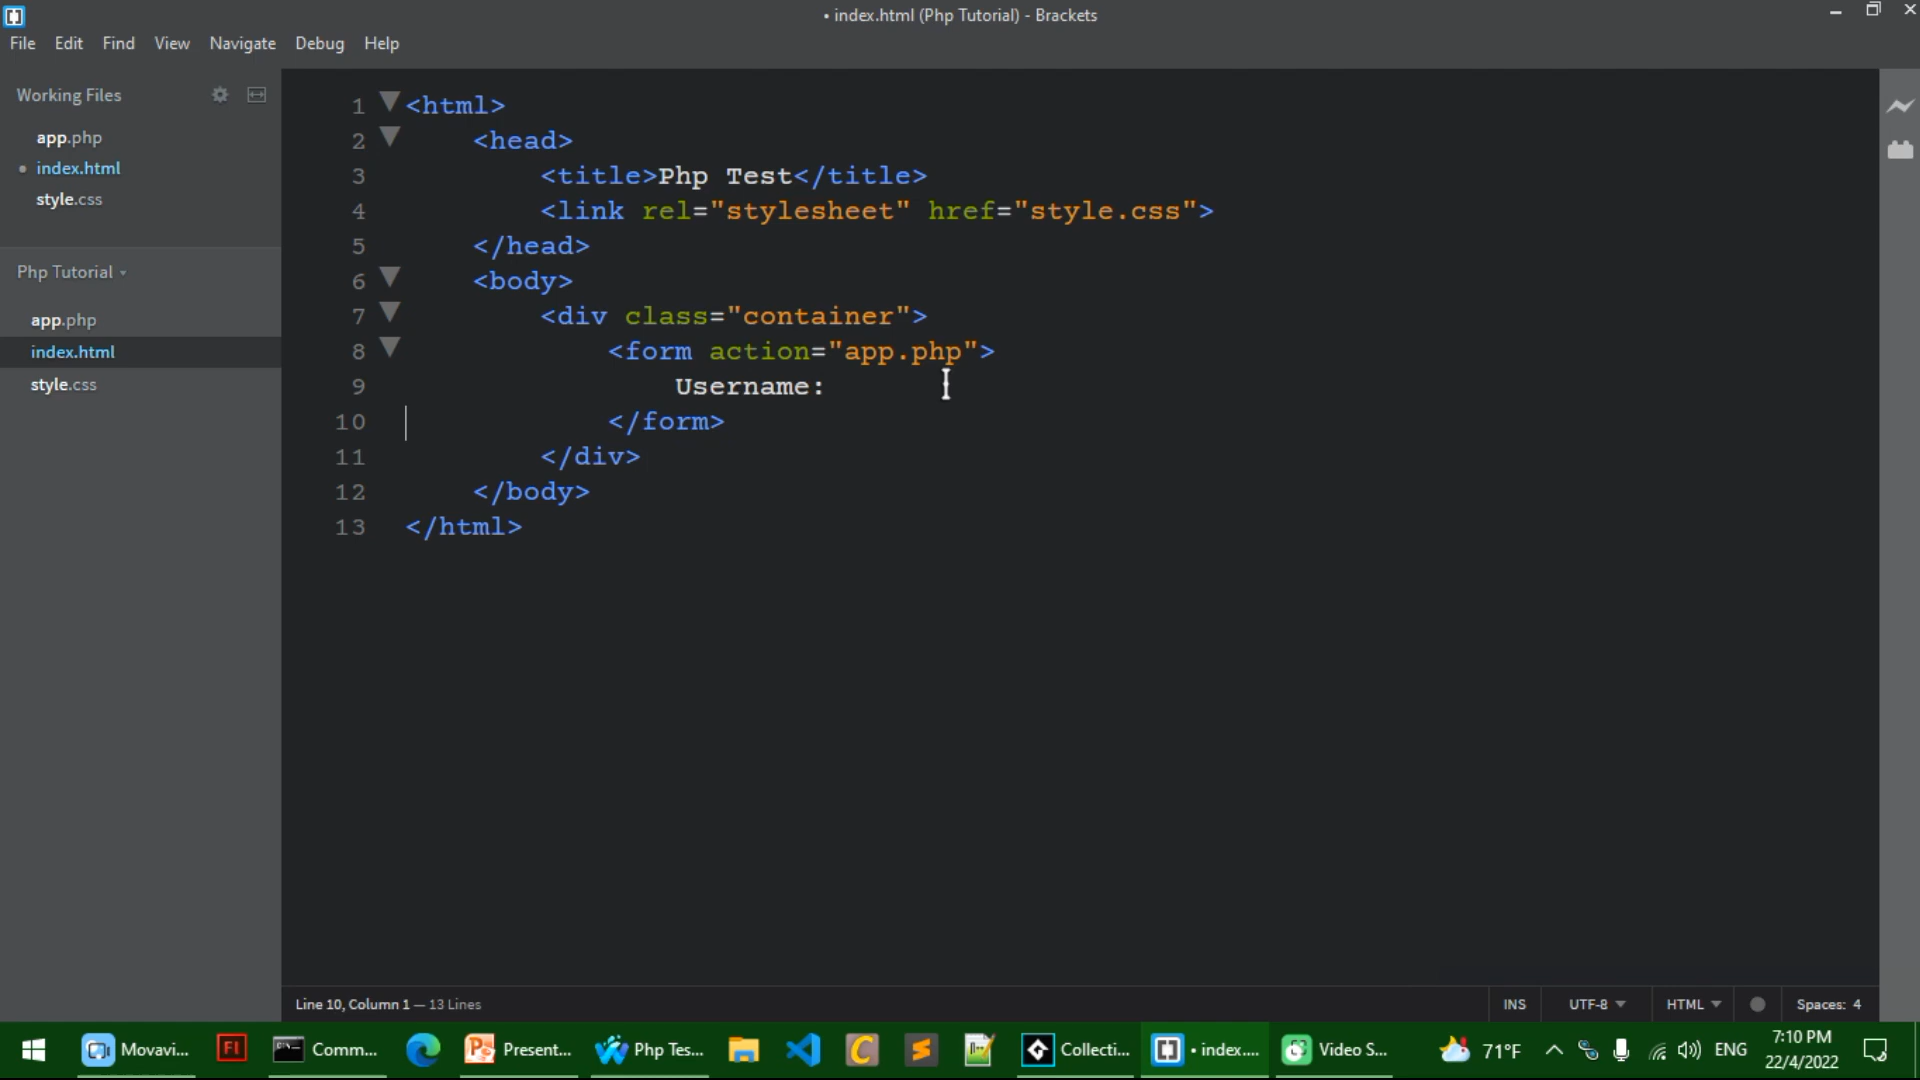 • index.html (Php Tutorial) - Brackets
File Edit Find View Navigate Debug Help
Working Files
app.php
• index.html
style.css
Php Tutorial
app.php
index.html
style.css
1 <html>
2 <head>
3 <title>Php Test</title>
4 <link rel="stylesheet" href="style.css">
5 </head>
6 <body>
7 <div class="container">
8 <form action="app.php">
9 Username:
10 </form>
11 </div>
12 </body>
13 </html>
Line 10, Column 1 — 13 Lines
INS UTF-8 HTML Spaces: 4
Movavi... Fl Comm... Present... Php Tes... Collecti... • index.... Video S... 71°F ENG 7:10 PM
22/4/2022